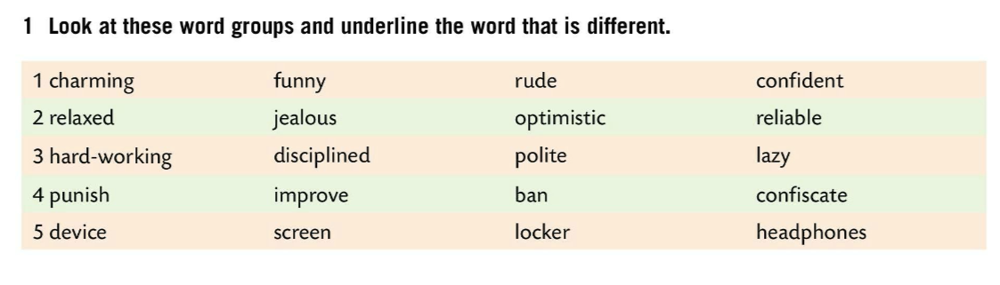 1 Look at these word groups and underline the word that is different.
1 charming funny rude confident
2 relaxed jealous optimistic reliable
3 hard-working disciplined polite lazy
4 punish improve ban confiscate
5 device screen locker headphones